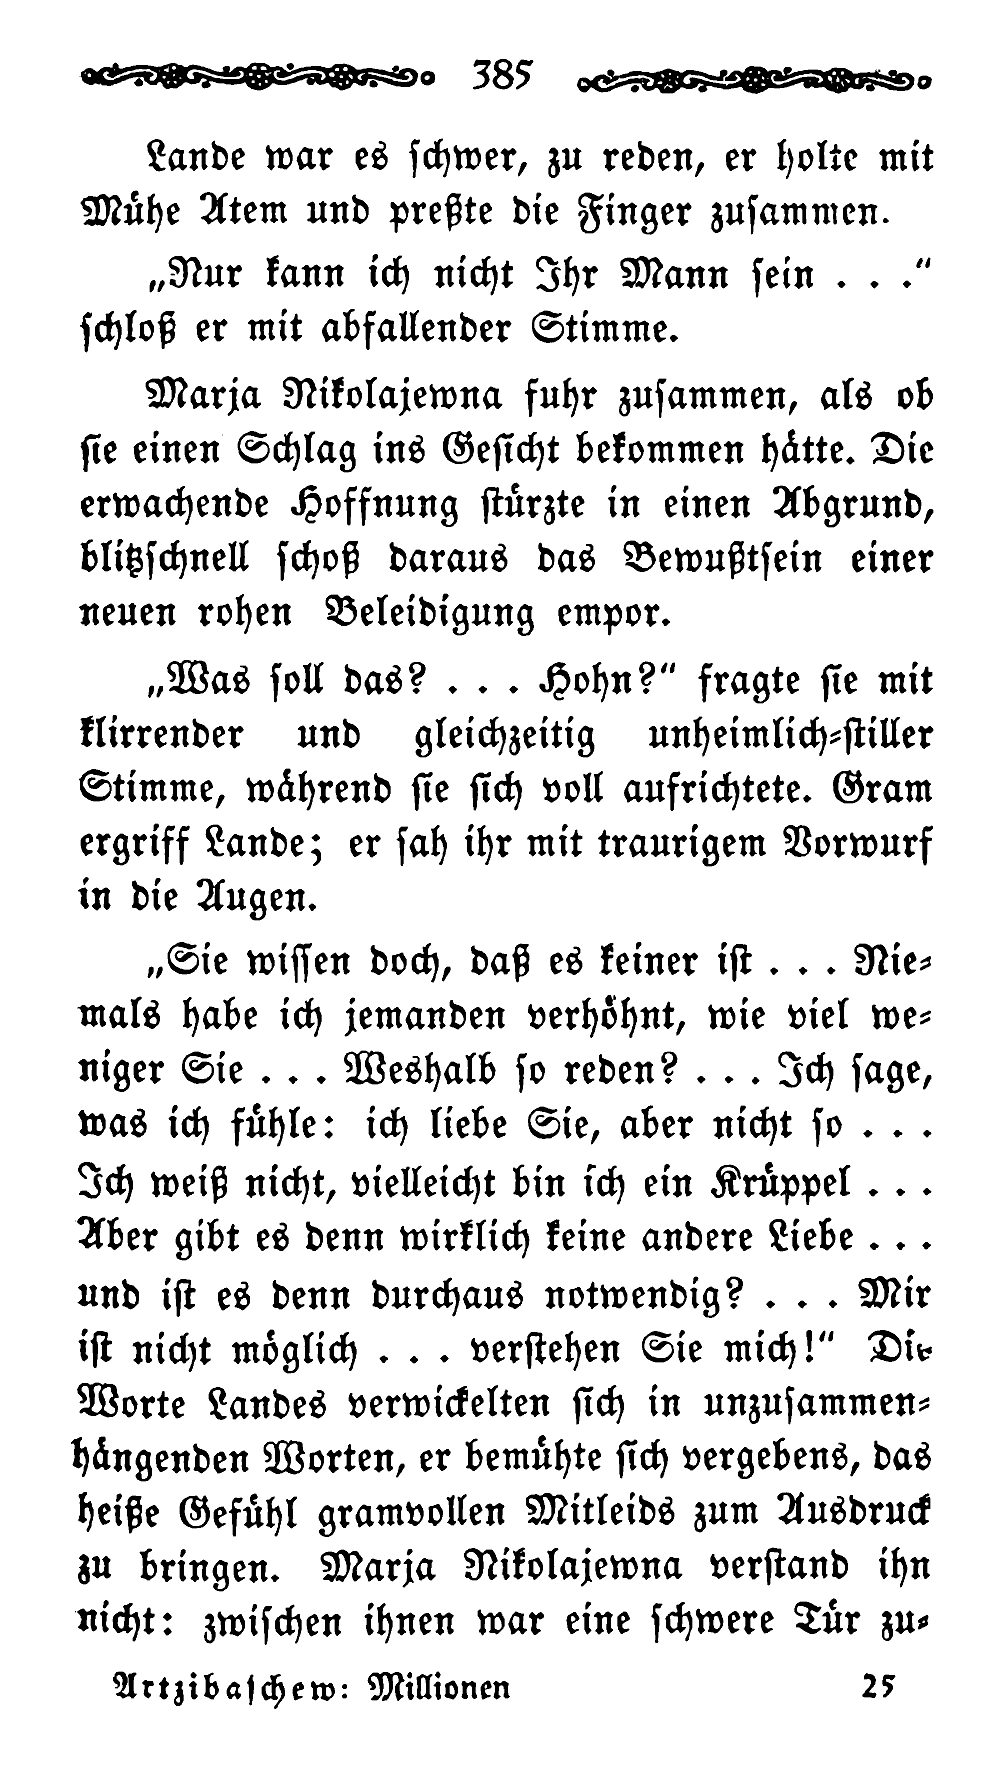 385
Lande war es schwer, zu reden, er holte mit
Mühe Atem und preßte die Finger zusammen.
„Nur kann ich nicht Ihr Mann sein . . .“
schloß er mit abfallender Stimme.
Marja Nikolajewna fuhr zusammen, als ob
sie einen Schlag ins Gesicht bekommen hätte. Die
erwachende Hoffnung stürzte in einen Abgrund,
blitzschnell schoß daraus das Bewußtsein einer
neuen rohen Beleidigung empor.
„Was soll das? . . . Hohn?“ fragte sie mit
klirrender und gleichzeitig unheimlich-stiller
Stimme, während sie sich voll aufrichtete. Gram
ergriff Lande; er sah ihr mit traurigem Vorwurf
in die Augen.
„Sie wissen doch, daß es keiner ist . . . Nie-
mals habe ich jemanden verhöhnt, wie viel we-
niger Sie . . . Weshalb so reden? . . . Ich sage,
was ich fühle: ich liebe Sie, aber nicht so . . .
Ich weiß nicht, vielleicht bin ich ein Krüppel . . .
Aber gibt es denn wirklich keine andere Liebe . . .
und ist es denn durchaus notwendig? . . . Mir
ist nicht möglich . . . verstehen Sie mich!“ Die
Worte Landes verwickelten sich in unzusammen-
hängenden Worten, er bemühte sich vergebens, das
heiße Gefühl gramvollen Mitleids zum Ausdruck
zu bringen. Marja Nikolajewna verstand ihn
nicht: zwischen ihnen war eine schwere Tür zu-
Artzibaschew: Millionen 25